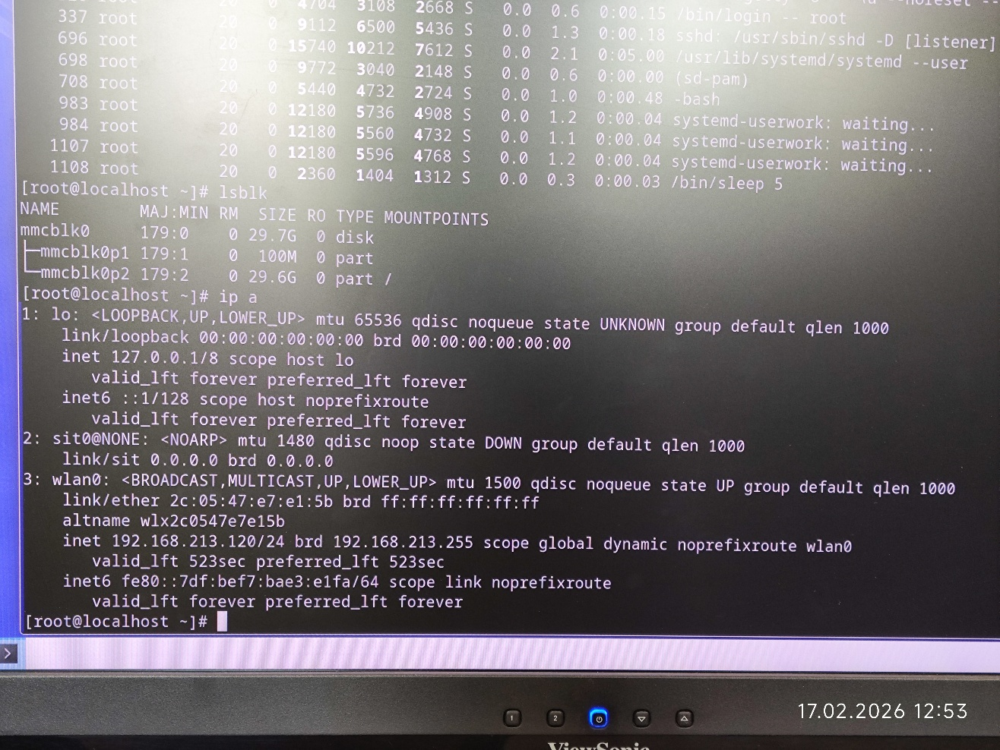 4704 3108 2668 S 0.0 0.6 0:00.15 /bin/login -- root
337 root 20 0 9112 6500 5436 S 0.0 1.3 0:00.18 sshd: /usr/sbin/sshd -D [listener]
696 root 20 0 15740 10212 7612 S 0.0 2.1 0:05.00 /usr/lib/systemd/systemd --user
698 root 20 0 9772 3040 2148 S 0.0 0.6 0:00.00 (sd-pam)
708 root 20 0 5440 4732 2724 S 0.0 1.0 0:00.48 -bash
983 root 20 0 12180 5736 4908 S 0.0 1.2 0:00.04 systemd-userwork: waiting...
984 root 20 0 12180 5560 4732 S 0.0 1.1 0:00.04 systemd-userwork: waiting...
1107 root 20 0 12180 5596 4768 S 0.0 1.2 0:00.04 systemd-userwork: waiting...
1108 root 20 0 2360 1404 1312 S 0.0 0.3 0:00.03 /bin/sleep 5
[root@localhost ~]# lsblk
NAME MAJ:MIN RM SIZE RO TYPE MOUNTPOINTS
mmcblk0 179:0 0 29.7G 0 disk
├─mmcblk0p1 179:1 0 100M 0 part
└─mmcblk0p2 179:2 0 29.6G 0 part /
[root@localhost ~]# ip a
1: lo: <LOOPBACK,UP,LOWER_UP> mtu 65536 qdisc noqueue state UNKNOWN group default qlen 1000
link/loopback 00:00:00:00:00:00 brd 00:00:00:00:00:00
inet 127.0.0.1/8 scope host lo
valid_lft forever preferred_lft forever
inet6 ::1/128 scope host noprefixroute
valid_lft forever preferred_lft forever
2: sit0@NONE: <NOARP> mtu 1480 qdisc noop state DOWN group default qlen 1000
link/sit 0.0.0.0 brd 0.0.0.0
3: wlan0: <BROADCAST,MULTICAST,UP,LOWER_UP> mtu 1500 qdisc noqueue state UP group default qlen 1000
link/ether 2c:05:47:e7:e1:5b brd ff:ff:ff:ff:ff:ff
altname wlx2c0547e7e15b
inet 192.168.213.120/24 brd 192.168.213.255 scope global dynamic noprefixroute wlan0
valid_lft 523sec preferred_lft 523sec
inet6 fe80::7df:bef7:bae3:e1fa/64 scope link noprefixroute
valid_lft forever preferred_lft forever
[root@localhost ~]#
1 2
17.02.2026 12:53
ViewSonic